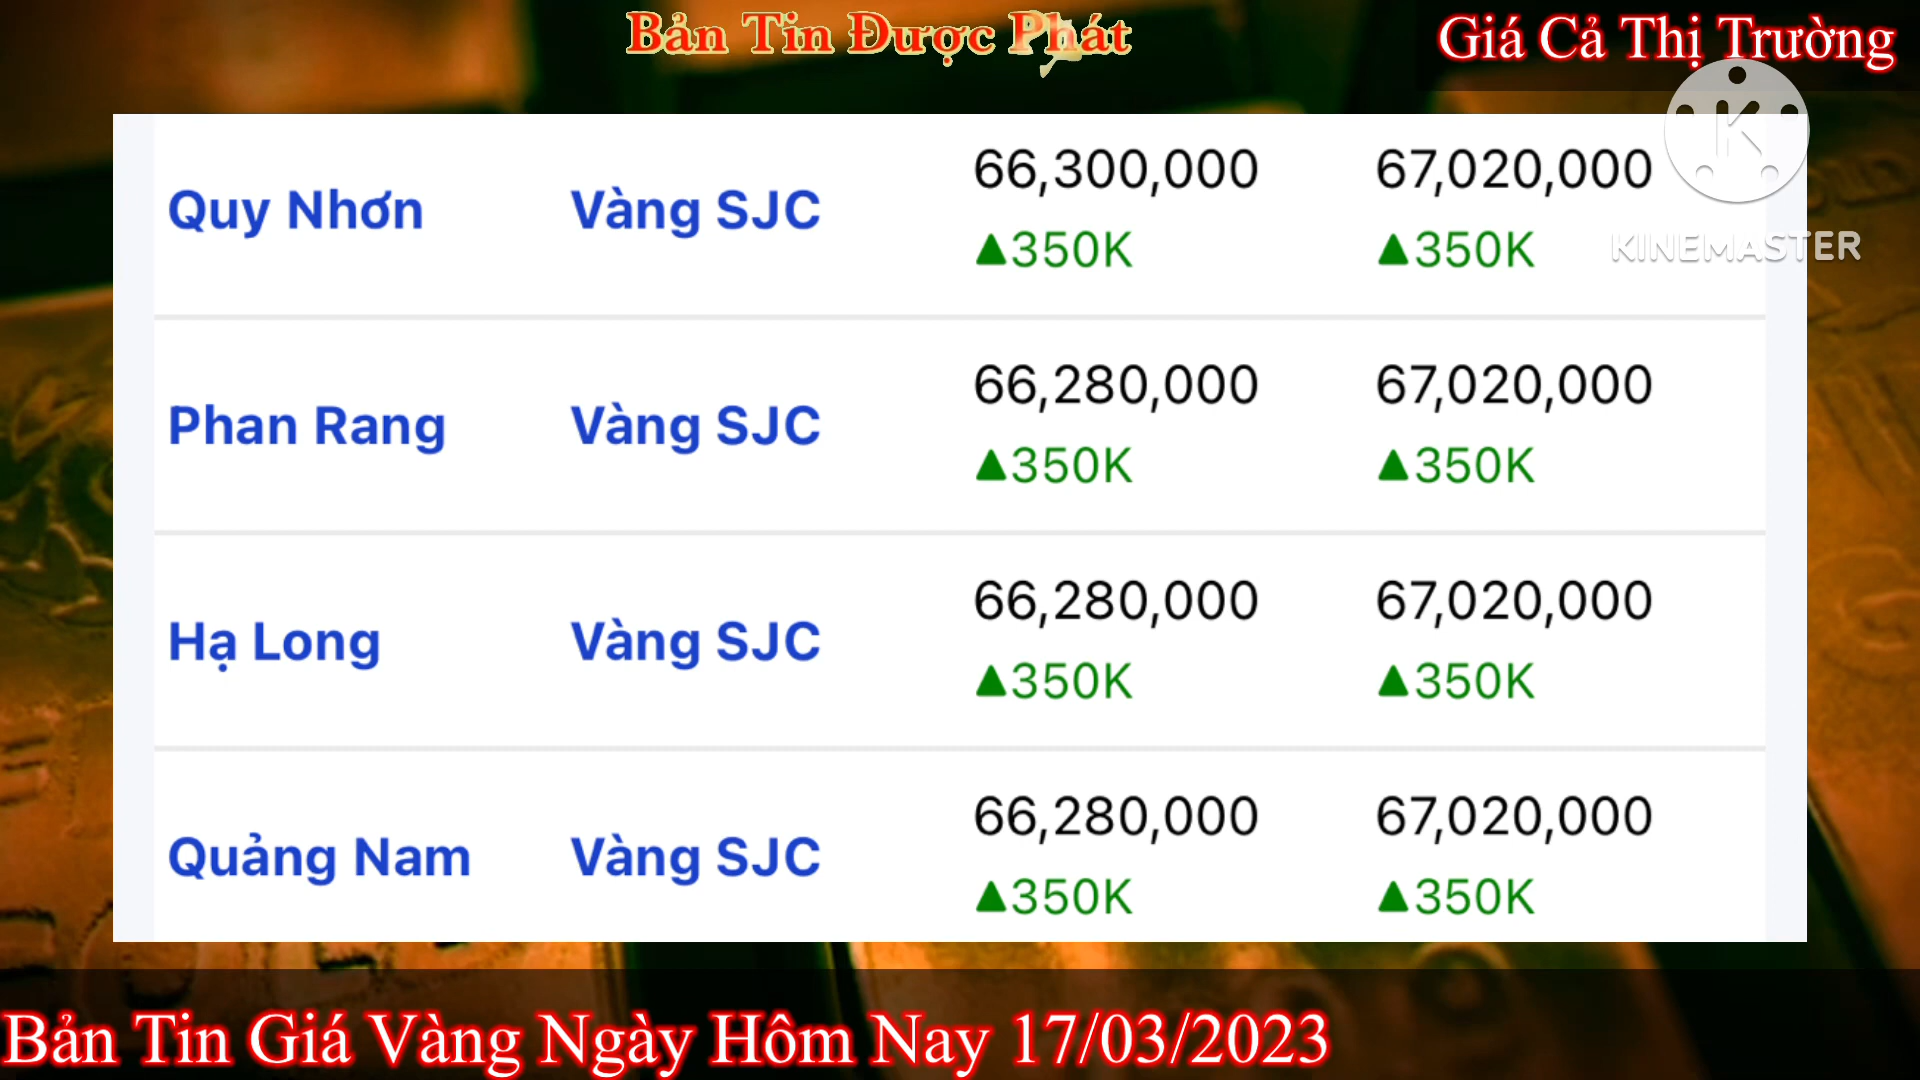 Bản Tin Được Phát
Giá Cả Thị Trường
KINEMASTER
Quy Nhơn Vàng SJC 66,300,000 67,020,000
▲350K ▲350K
Phan Rang Vàng SJC 66,280,000 67,020,000
▲350K ▲350K
Hạ Long Vàng SJC 66,280,000 67,020,000
▲350K ▲350K
Quảng Nam Vàng SJC 66,280,000 67,020,000
▲350K ▲350K
Bản Tin Giá Vàng Ngày Hôm Nay 17/03/2023